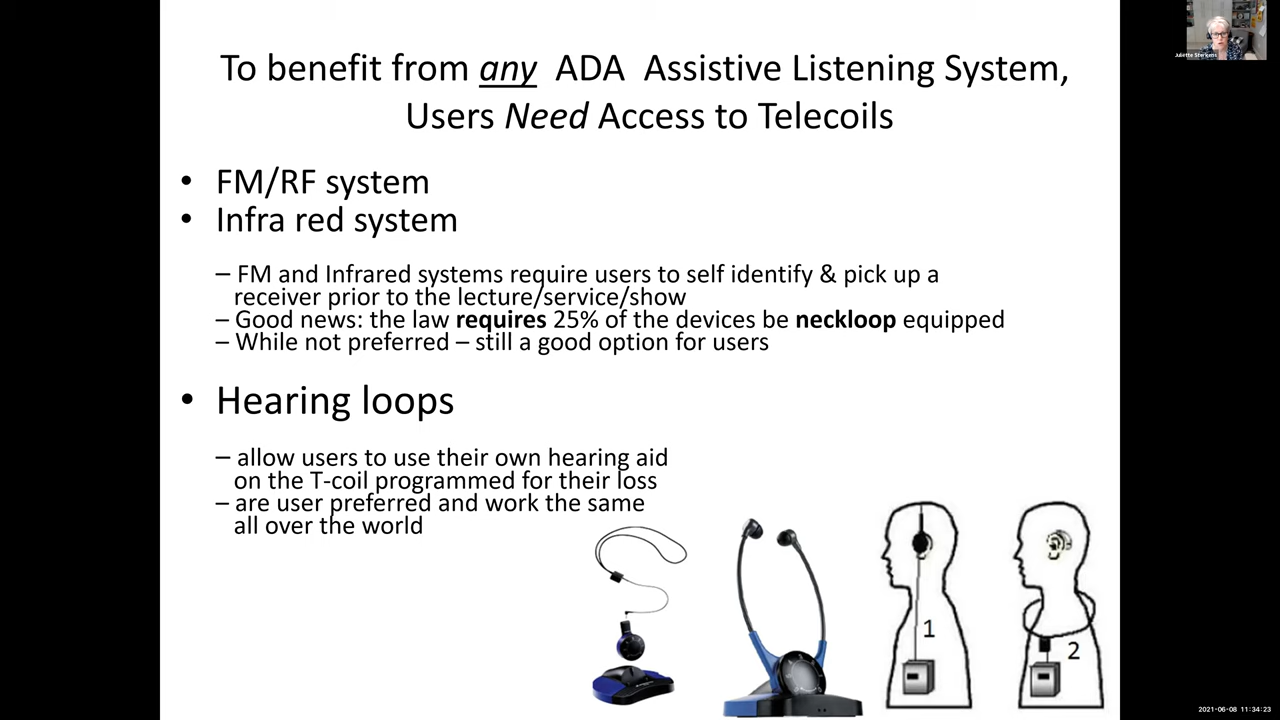 To benefit from any ADA Assistive Listening System,
Users Need Access to Telecoils
• FM/RF system
• Infra red system
– FM and Infrared systems require users to self identify & pick up a
receiver prior to the lecture/service/show
– Good news: the law requires 25% of the devices be neckloop equipped
– While not preferred – still a good option for users
• Hearing loops
– allow users to use their own hearing aid
on the T-coil programmed for their loss
– are user preferred and work the same
all over the world
1
2
Juliette Sterkens
2021-06-08 11:34:23